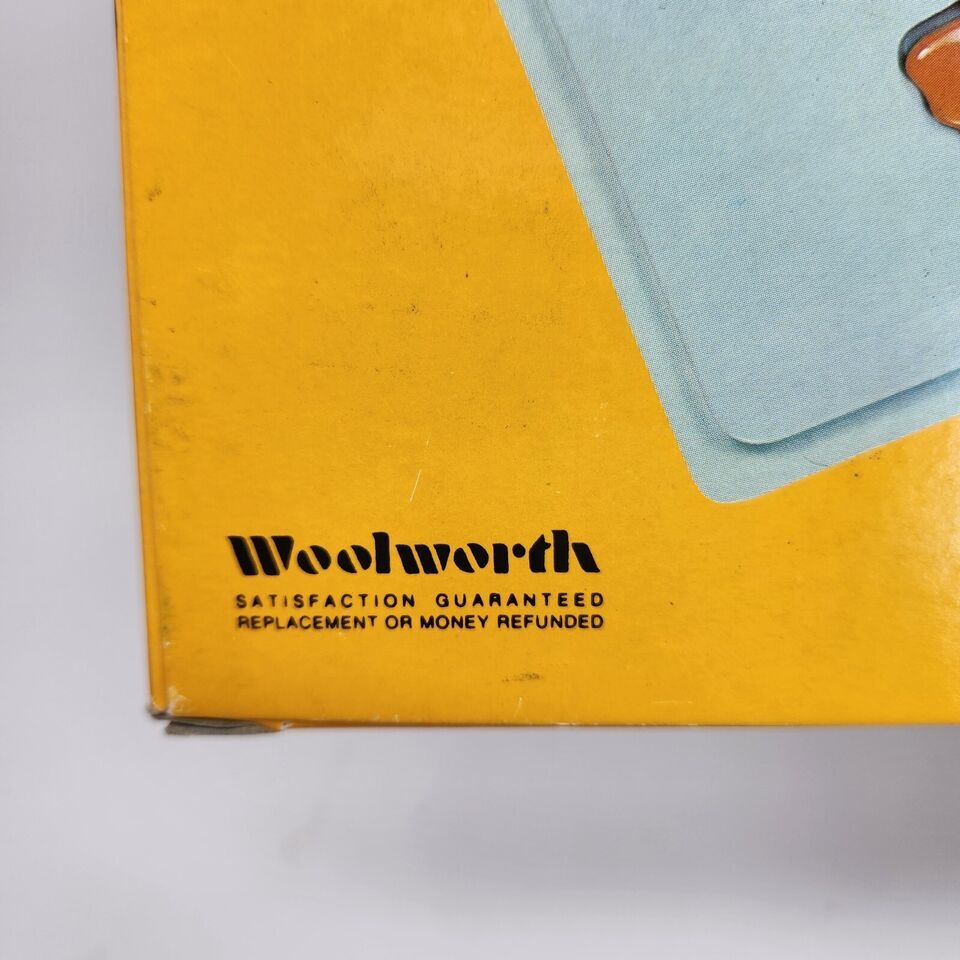 Woolworth
SATISFACTION GUARANTEED
REPLACEMENT OR MONEY REFUNDED